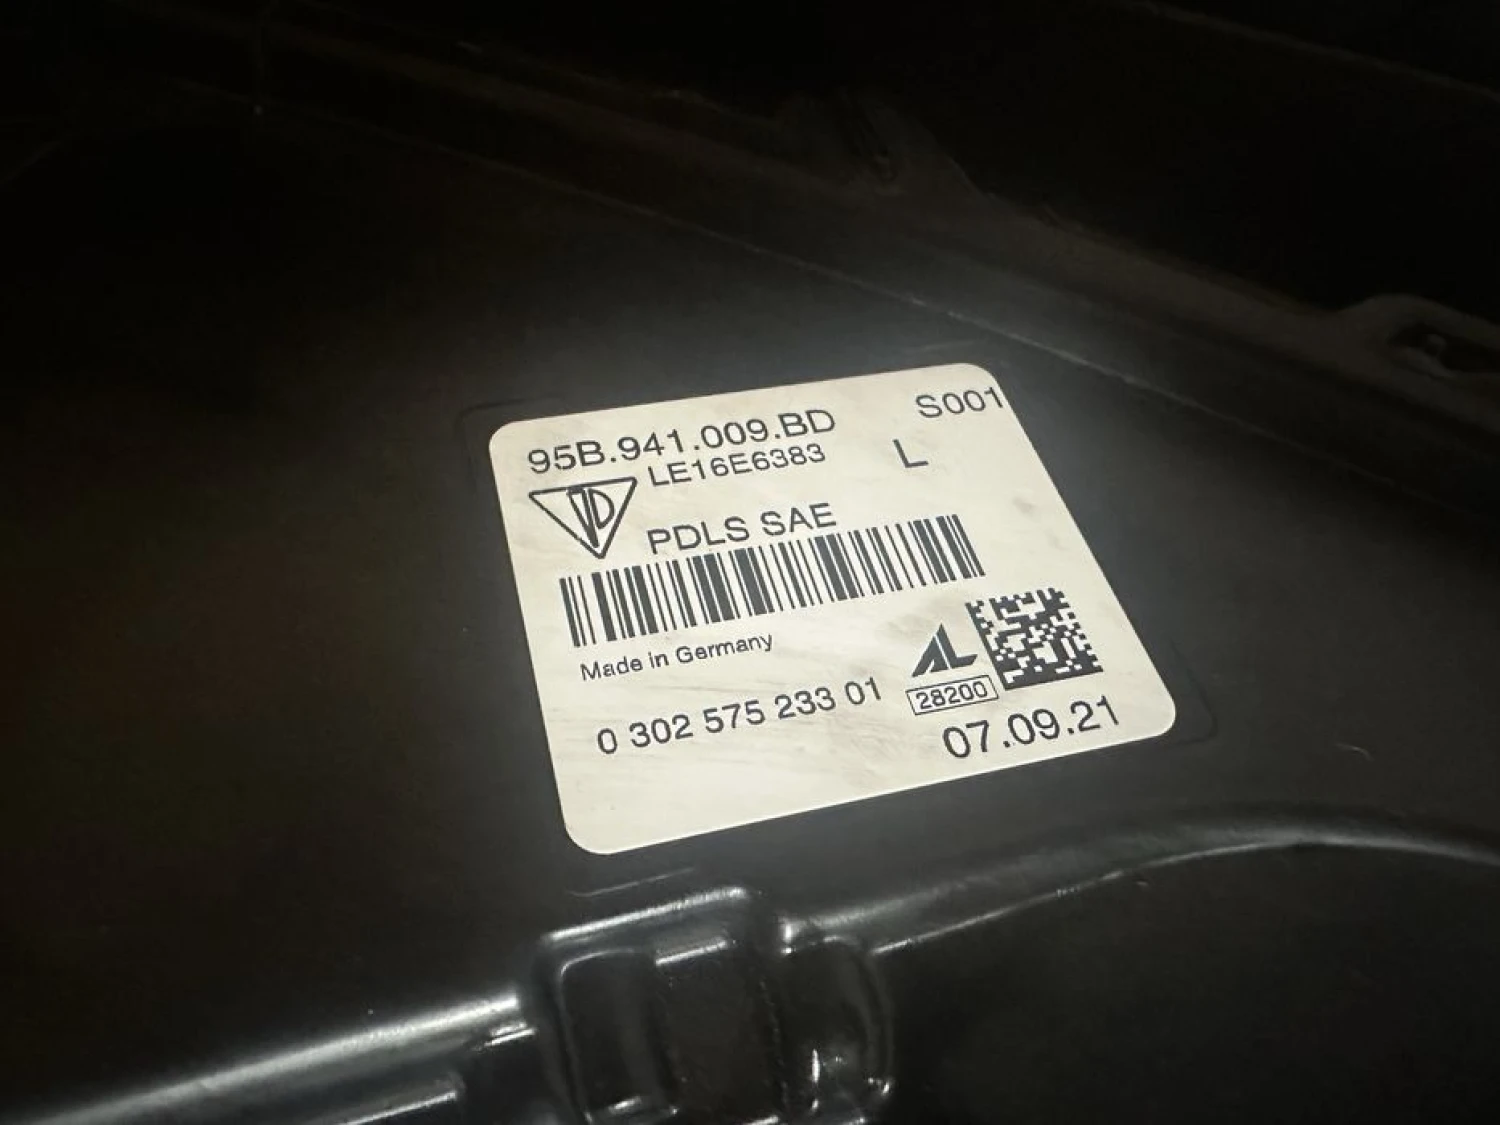 95B.941.009.BD S001
LE16E6383 L
PDLS SAE
Made in Germany
AL
0 302 575 233 01 28200
07.09.21